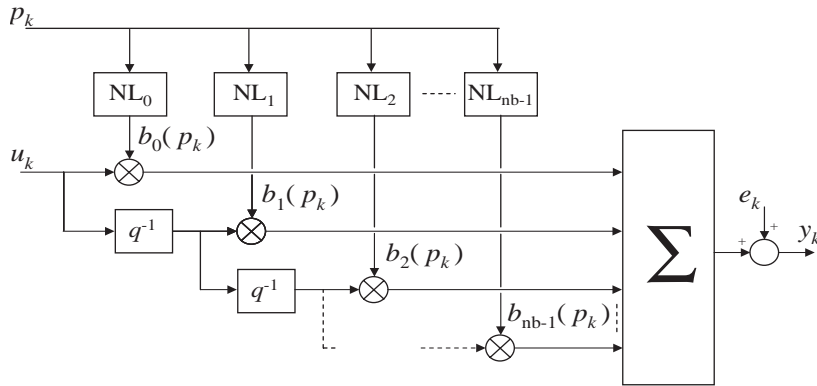 p_k
NL_0 NL_1 NL_2 NL_nb-1
b_0(p_k)
u_k
b_1(p_k)
e_k
q^-1
+ +
y_k
b_2(p_k)
Σ
q^-1
b_nb-1(p_k)